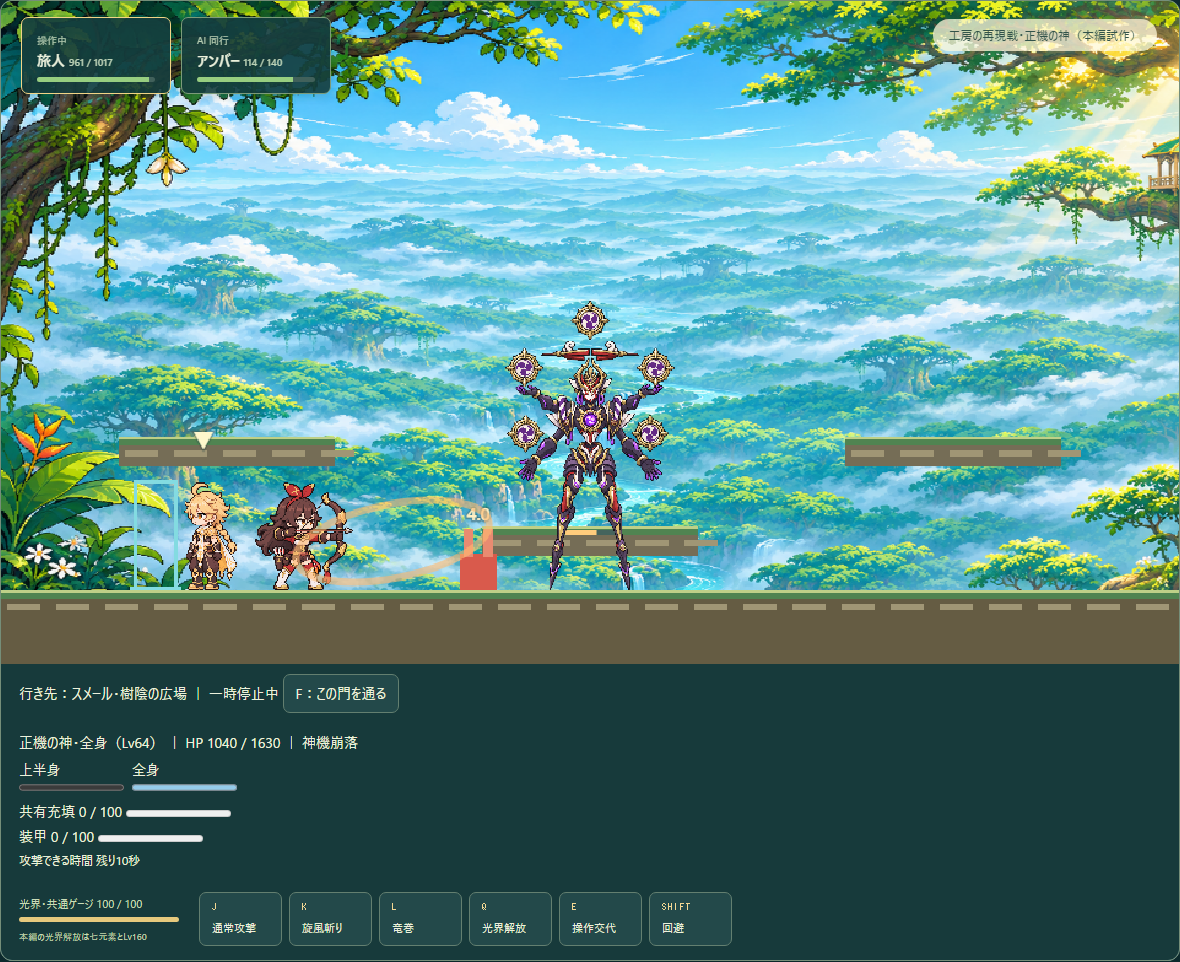 操作中
旅人 961 / 1017
AI 同行
アンバー 114 / 140
工房の再現戦・正機の神（本編試作）
4.0
行き先：スメール・樹陰の広場 ｜ 一時停止中
F：この門を通る
正機の神・全身（Lv64） ｜ HP 1040 / 1630 ｜ 神機崩落
上半身 全身
共有充填 0 / 100
装甲 0 / 100
攻撃できる時間 残り10秒
光界・共通ゲージ 100 / 100
本編の光界解放は七元素とLv160
J
通常攻撃
K
旋風斬り
L
竜巻
Q
光界解放
E
操作交代
SHIFT
回避